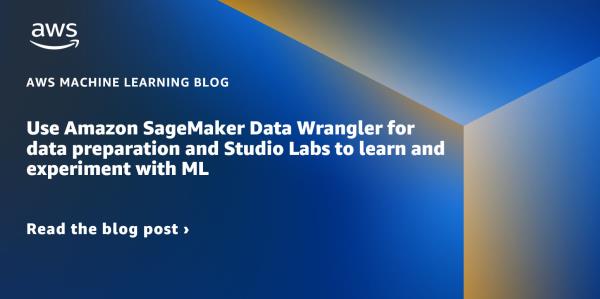 aws
AWS MACHINE LEARNING BLOG
Use Amazon SageMaker Data Wrangler for
data preparation and Studio Labs to learn and
experiment with ML
Read the blog post ›